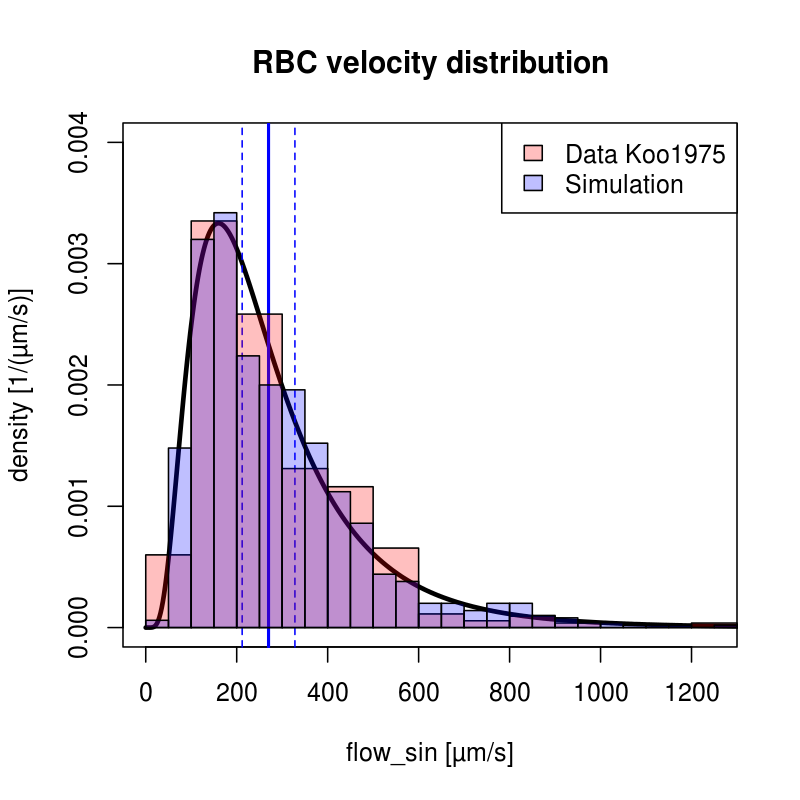 RBC velocity distribution
Data Koo1975
Simulation
density [1/(µm/s)]
0.004
0.003
0.002
0.001
0.000
0 200 400 600 800 1000 1200
flow_sin [µm/s]